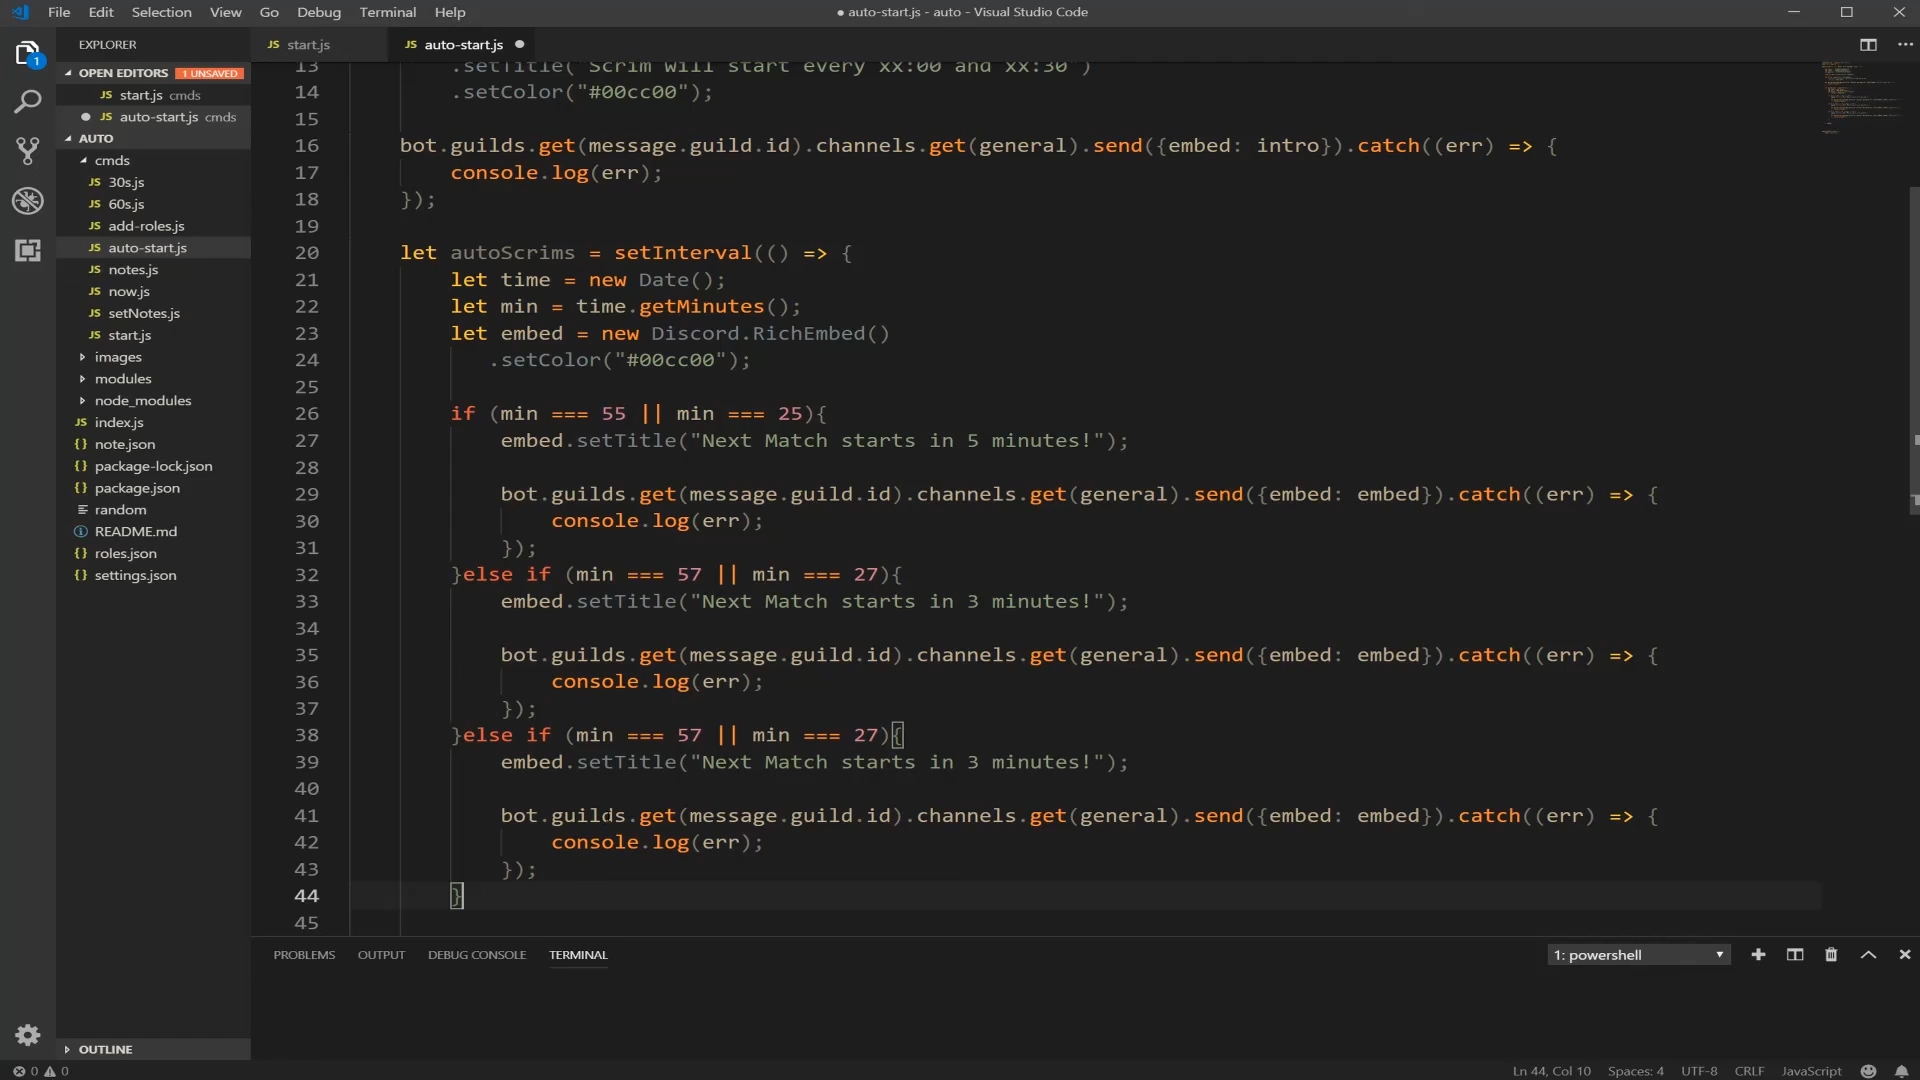 File Edit Selection View Go Debug Terminal Help
● auto-start.js - auto - Visual Studio Code
EXPLORER
OPEN EDITORS 1 UNSAVED
JS start.js cmds
● JS auto-start.js cmds
AUTO
cmds
JS 30s.js
JS 60s.js
JS add-roles.js
JS auto-start.js
JS notes.js
JS now.js
JS setNotes.js
JS start.js
images
modules
node_modules
JS index.js
{} note.json
{} package-lock.json
{} package.json
random
README.md
{} roles.json
{} settings.json
OUTLINE
1
JS start.js
JS auto-start.js ●
13 .setTitle("Scrim will start every xx:00 and xx:30")
14 .setColor("#00cc00");
15
16 bot.guilds.get(message.guild.id).channels.get(general).send({embed: intro}).catch((err) => {
17 console.log(err);
18 });
19
20 let autoScrims = setInterval(() => {
21 let time = new Date();
22 let min = time.getMinutes();
23 let embed = new Discord.RichEmbed()
24 .setColor("#00cc00");
25
26 if (min === 55 || min === 25){
27 embed.setTitle("Next Match starts in 5 minutes!");
28
29 bot.guilds.get(message.guild.id).channels.get(general).send({embed: embed}).catch((err) => {
30 console.log(err);
31 });
32 }else if (min === 57 || min === 27){
33 embed.setTitle("Next Match starts in 3 minutes!");
34
35 bot.guilds.get(message.guild.id).channels.get(general).send({embed: embed}).catch((err) => {
36 console.log(err);
37 });
38 }else if (min === 57 || min === 27){
39 embed.setTitle("Next Match starts in 3 minutes!");
40
41 bot.guilds.get(message.guild.id).channels.get(general).send({embed: embed}).catch((err) => {
42 console.log(err);
43 });
44 }
45
PROBLEMS OUTPUT DEBUG CONSOLE TERMINAL
1: powershell
0 0
Ln 44, Col 10 Spaces: 4 UTF-8 CRLF JavaScript